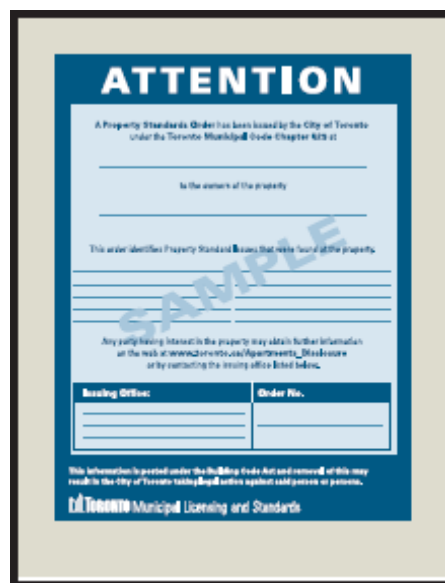 ATTENTION
A Property Standards Order has been issued by the City of Toronto
under the Toronto Municipal Code Chapter 629 at
to the owners of the property
This order identifies Property Standard Issues that were found at the property.
SAMPLE
Any party having interest in the property may obtain further information
on the web at www.toronto.ca/Apartments_Disclosure
or by contacting the issuing office listed below.
Issuing Office:
Order No.
This information is posted under the Building Code Act and removal of this may
result in the City of Toronto taking legal action against said person or persons.
TORONTO Municipal Licensing and Standards